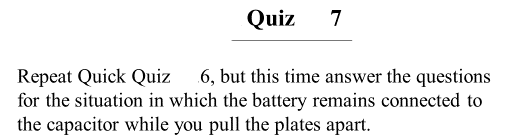 Quiz 7
Repeat Quick Quiz 6, but this time answer the questions
for the situation in which the battery remains connected to
the capacitor while you pull the plates apart.